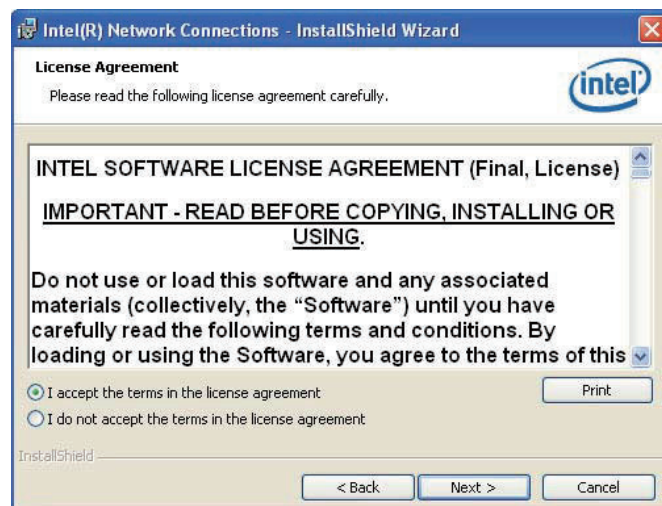 Intel(R) Network Connections - InstallShield Wizard
License Agreement
Please read the following license agreement carefully.
intel
INTEL SOFTWARE LICENSE AGREEMENT (Final, License)
IMPORTANT - READ BEFORE COPYING, INSTALLING OR
USING.
Do not use or load this software and any associated
materials (collectively, the “Software”) until you have
carefully read the following terms and conditions. By
loading or using the Software, you agree to the terms of this
I accept the terms in the license agreement
Print
I do not accept the terms in the license agreement
InstallShield
< Back
Next >
Cancel